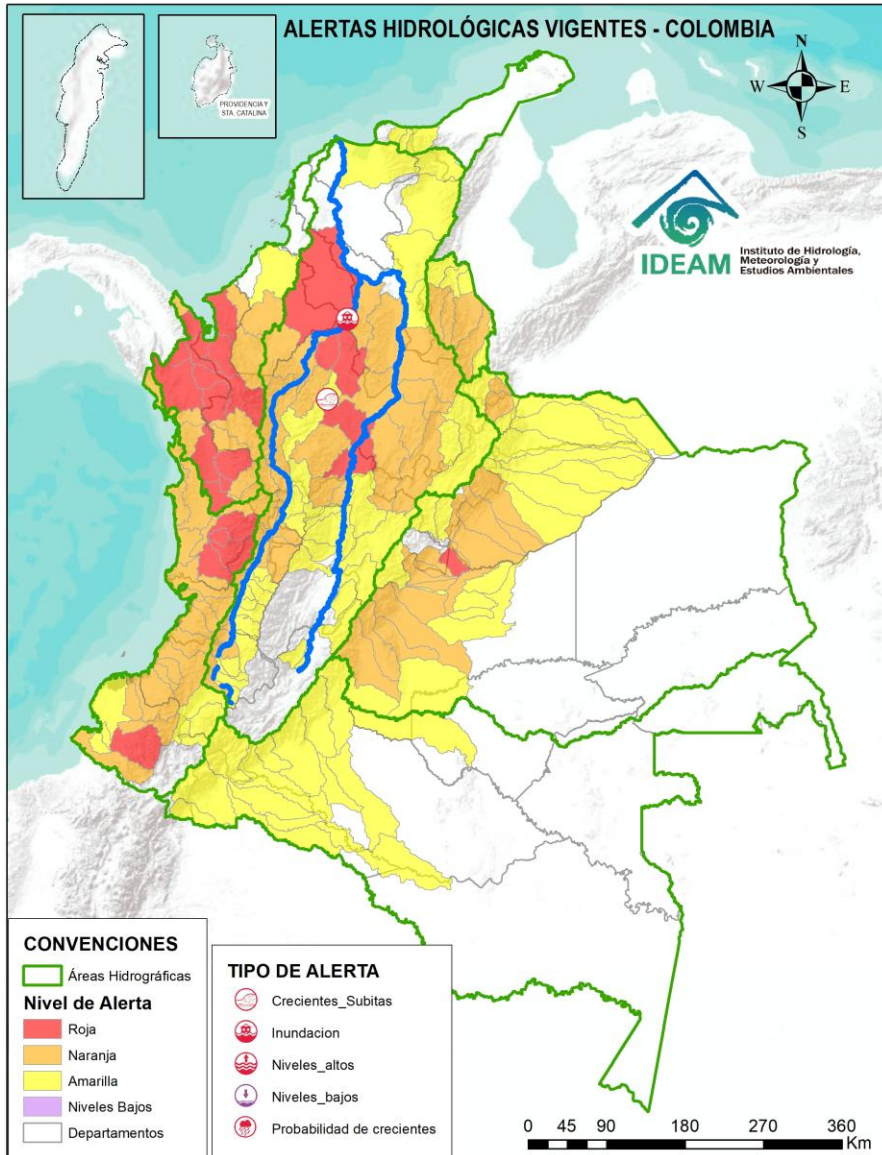 ALERTAS HIDROLÓGICAS VIGENTES - COLOMBIA
PROVIDENCIA Y
STA. CATALINA
N
W
E
S
IDEAM
Instituto de Hidrología,
Meteorología y
Estudios Ambientales
CONVENCIONES
Áreas Hidrográficas
Nivel de Alerta
Roja
Naranja
Amarilla
Niveles Bajos
Departamentos
TIPO DE ALERTA
Crecientes_Subitas
Inundacion
Niveles_altos
Niveles_bajos
Probabilidad de crecientes
0 45 90 180 270 360
Km